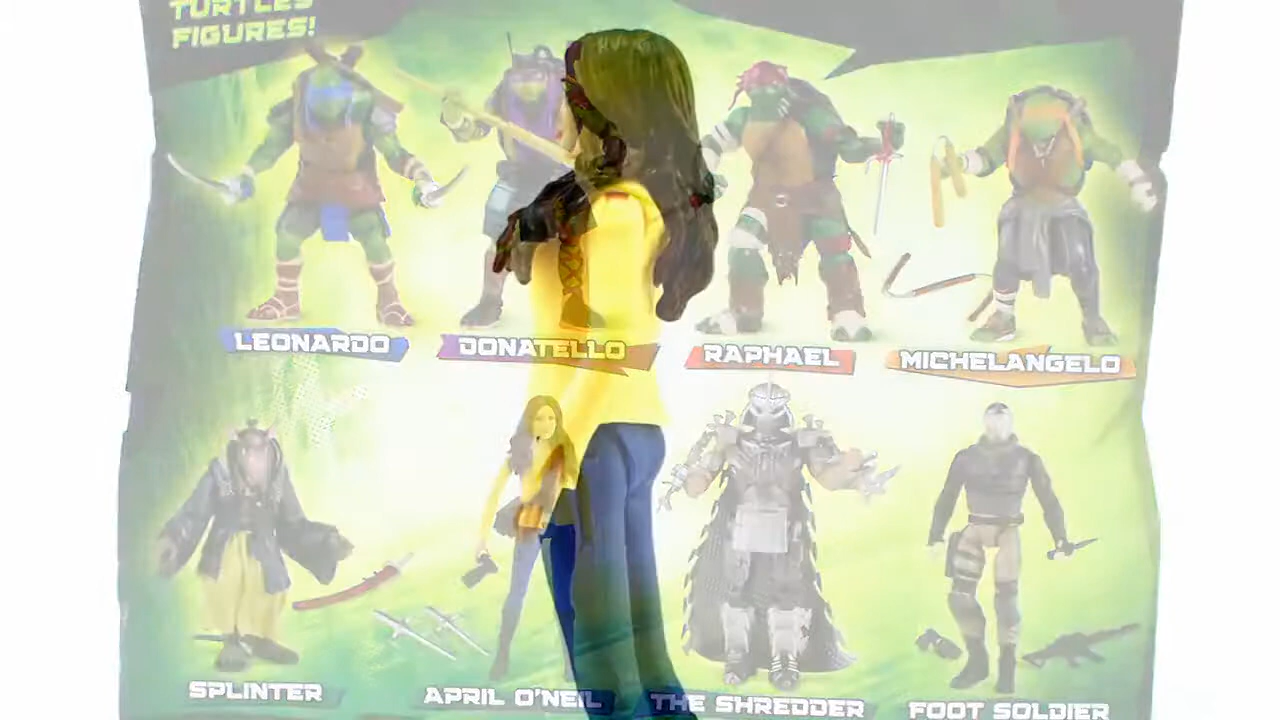 TURTLES
FIGURES!
LEONARDO
DONATELLO
RAPHAEL
MICHELANGELO
SPLINTER
APRIL O'NEIL
THE SHREDDER
FOOT SOLDIER